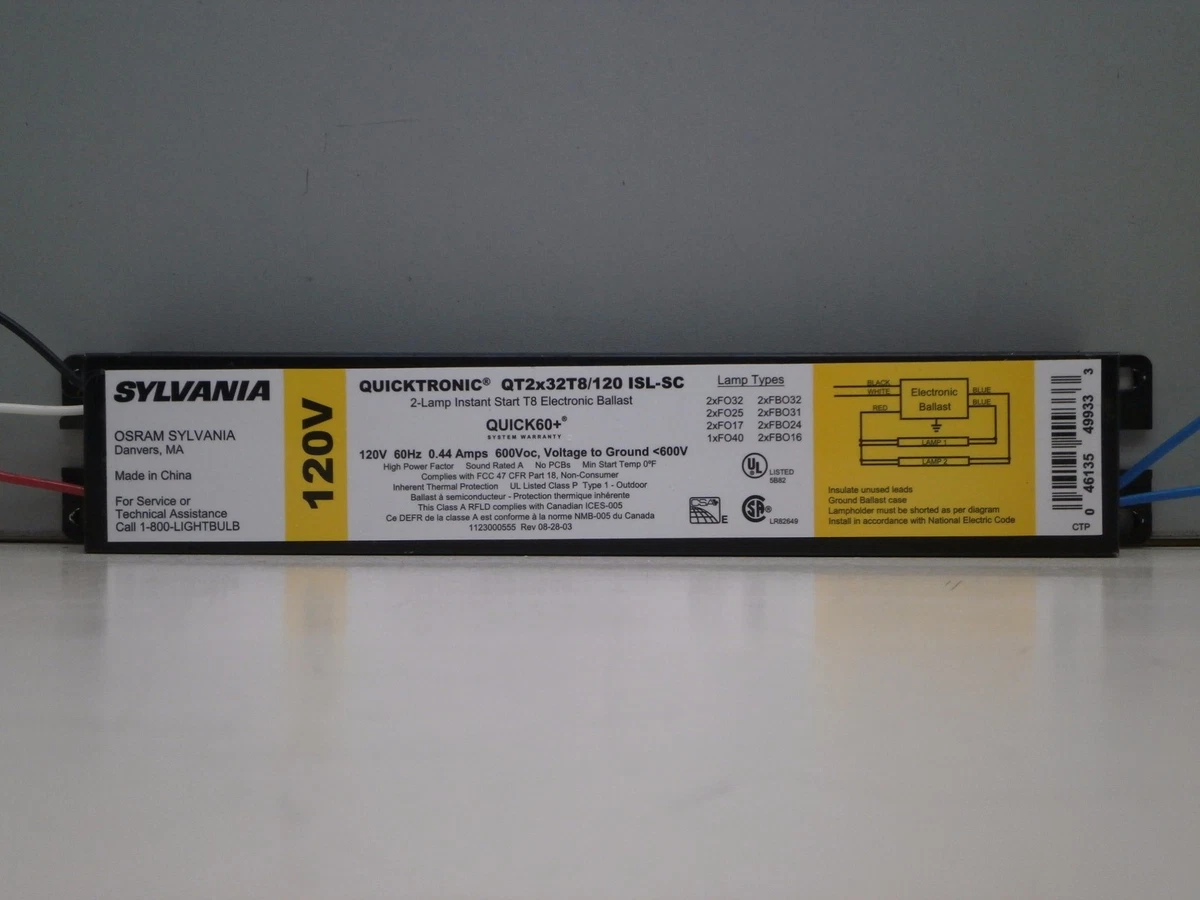 SYLVANIA
OSRAM SYLVANIA
Danvers, MA
Made in China
For Service or
Technical Assistance
Call 1-800-LIGHTBULB
120V
QUICKTRONIC® QT2x32T8/120 ISL-SC
2-Lamp Instant Start T8 Electronic Ballast
QUICK60+®
SYSTEM WARRANTY
120V 60Hz 0.44 Amps 600Voc, Voltage to Ground <600V
High Power Factor Sound Rated A No PCBs Min Start Temp 0°F
Complies with FCC 47 CFR Part 18, Non-Consumer
Inherent Thermal Protection UL Listed Class P Type 1 - Outdoor
Ballast à semiconducteur - Protection thermique inhérente
This Class A RFLD complies with Canadian ICES-005
Ce DEFR de la classe A est conforme à la norme NMB-005 du Canada
1123000555 Rev 08-28-03
Lamp Types
2xFO32 2xFBO32
2xFO25 2xFBO31
2xFO17 2xFBO24
1xFO40 2xFBO16
UL LISTED
5B82
E
SA® LR82649
BLACK
WHITE
RED
Electronic
Ballast
BLUE
BLUE
LAMP 1
LAMP 2
Insulate unused leads
Ground Ballast case
Lampholder must be shorted as per diagram
Install in accordance with National Electric Code
0 46135 49933 3
CTP